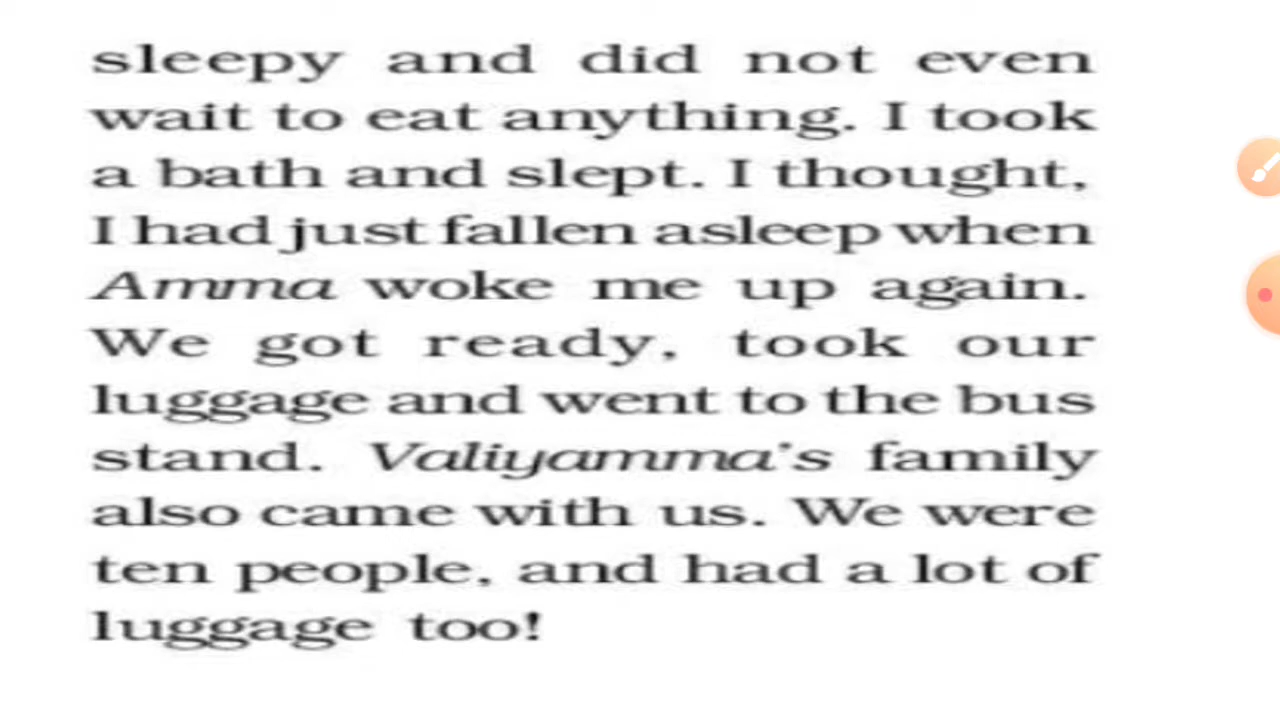 sleepy and did not even
wait to eat anything. I took
a bath and slept. I thought,
I had just fallen asleep when
Amma woke me up again.
We got ready, took our
luggage and went to the bus
stand. Valiyamma's family
also came with us. We were
ten people, and had a lot of
luggage too!